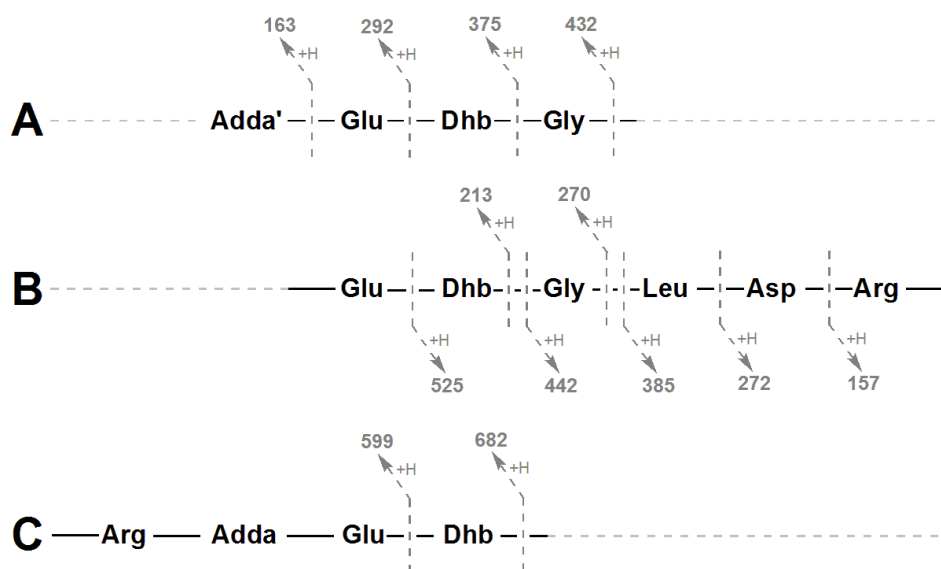 163 292 375 432
+H +H +H +H
A Adda' Glu Dhb Gly
213 270
+H +H
B Glu Dhb Gly Leu Asp Arg
+H +H +H +H +H
525 442 385 272 157
599 682
+H +H
C Arg Adda Glu Dhb